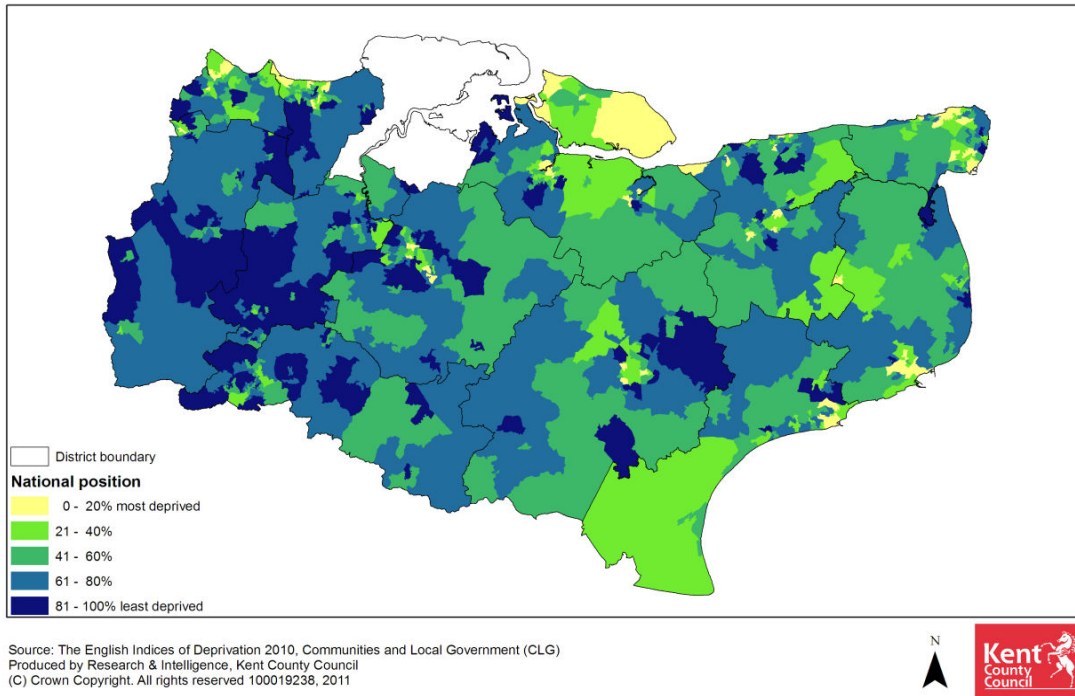 District boundary
National position
0 - 20% most deprived
21 - 40%
41 - 60%
61 - 80%
81 - 100% least deprived
Source: The English Indices of Deprivation 2010, Communities and Local Government (CLG)
Produced by Research & Intelligence, Kent County Council
(C) Crown Copyright. All rights reserved 100019238, 2011
N
Kent
County
Council